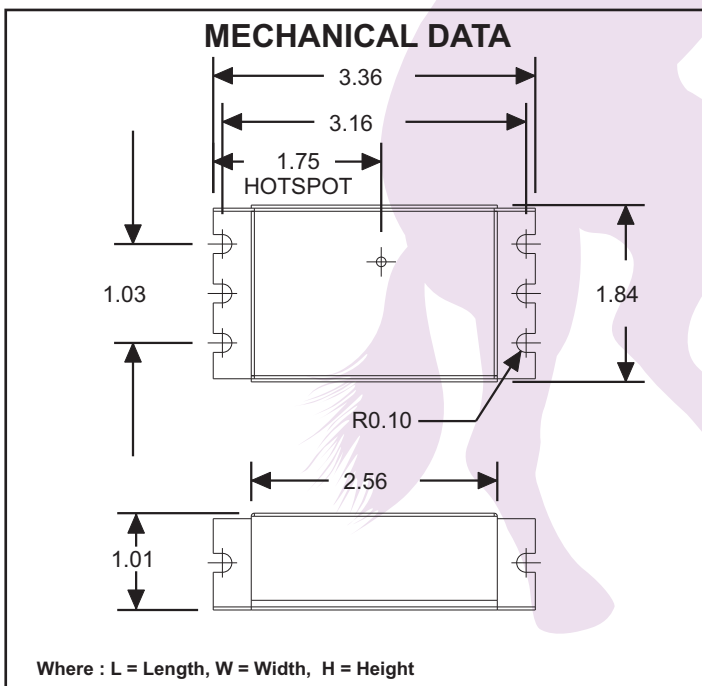 MECHANICAL DATA
3.36
3.16
1.75
HOTSPOT
1.03
1.84
R0.10
2.56
1.01
Where : L = Length, W = Width, H = Height